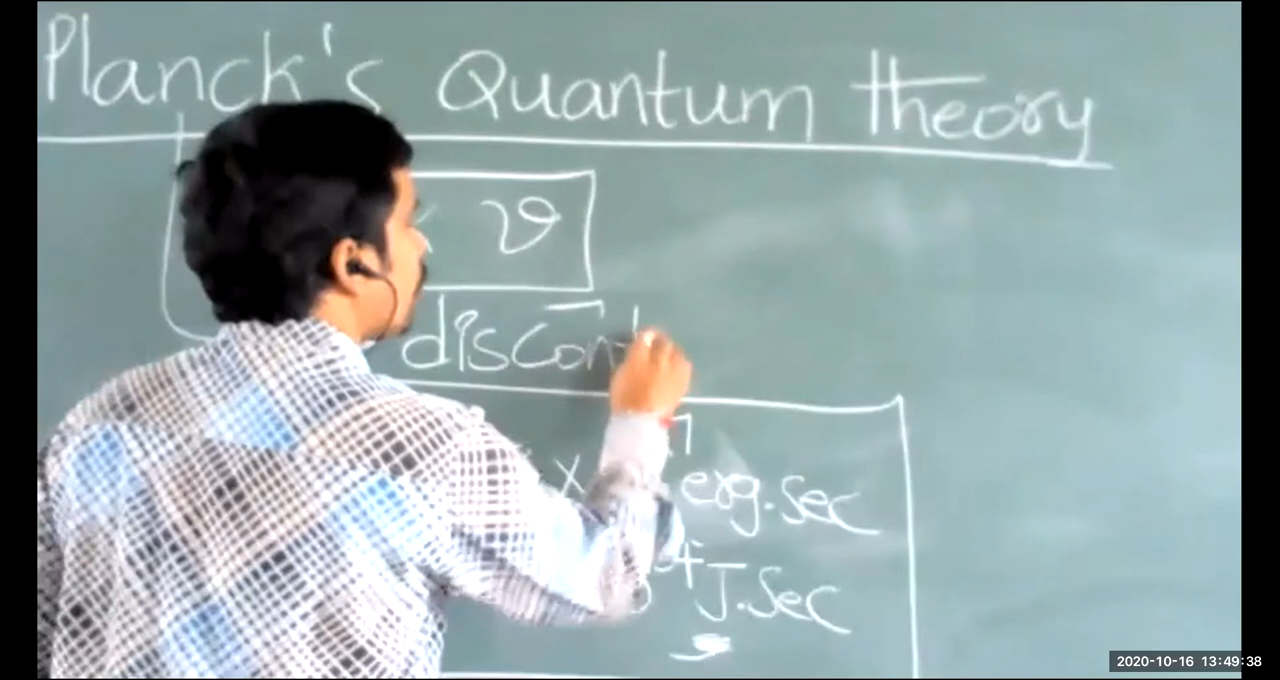 Planck's Quantum theory
ν
discont
x erg.sec
J.Sec
2020-10-16 13:49:38